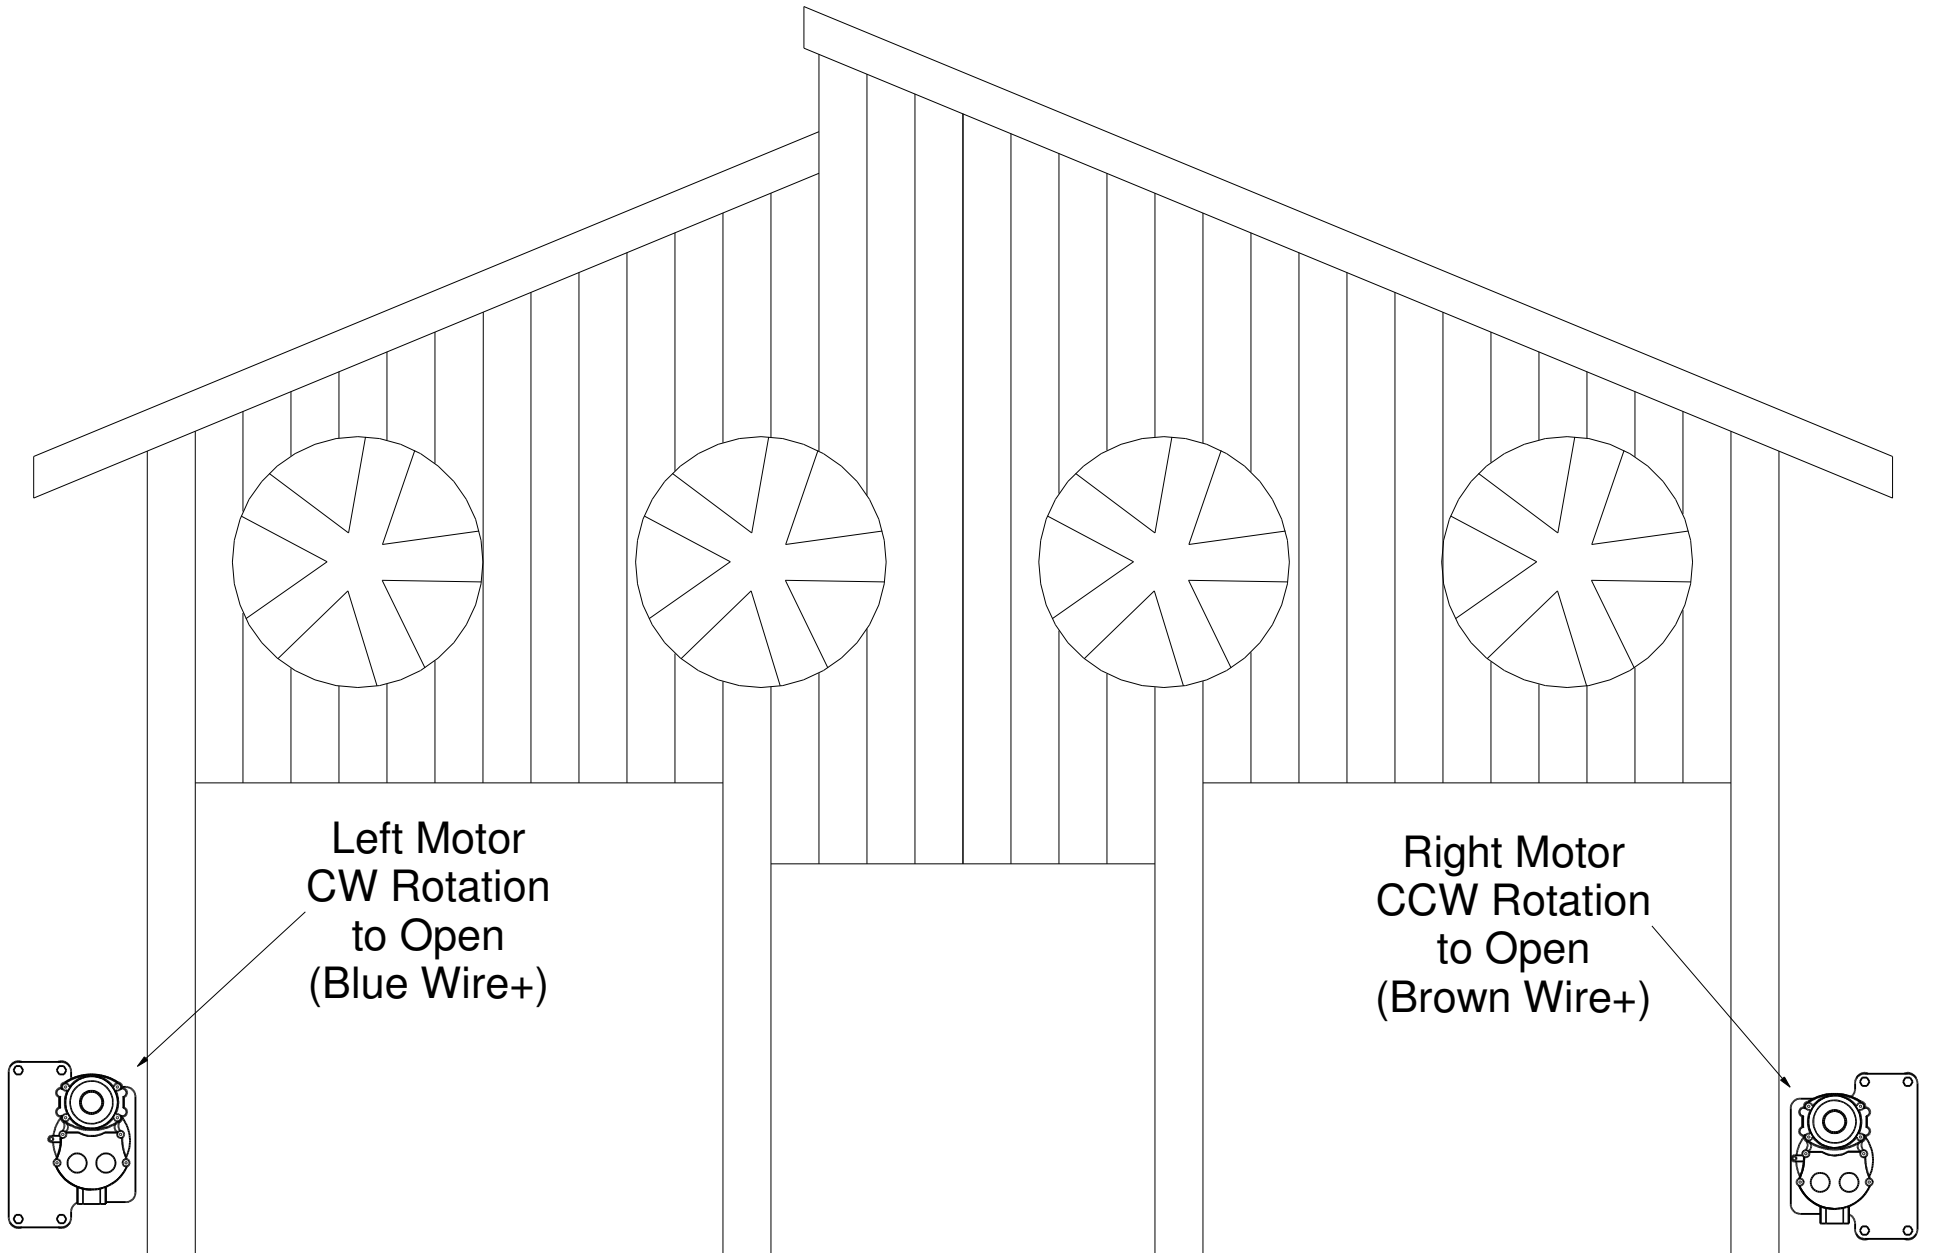 Left Motor
CW Rotation
to Open
(Blue Wire+)
Right Motor
CCW Rotation
to Open
(Brown Wire+)